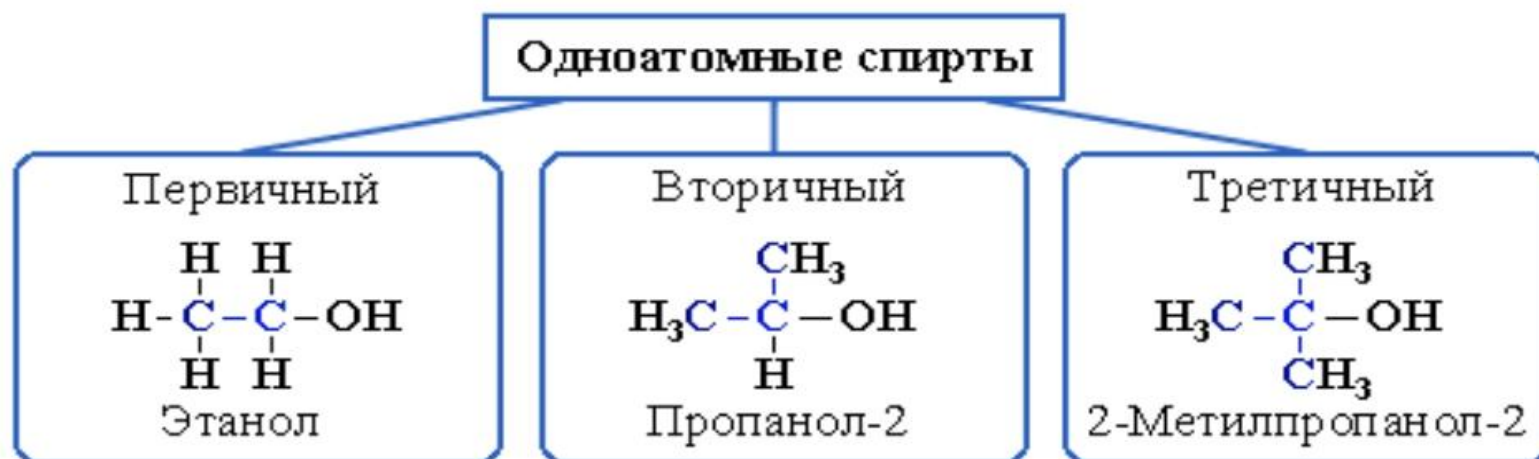 Одноатомные спирты
Первичный
H H
H-C-C-OH
H H
Этанол
Вторичный
CH₃
H₃C-C-OH
H
Пропанол-2
Третичный
CH₃
H₃C-C-OH
CH₃
2-Метилпропанол-2